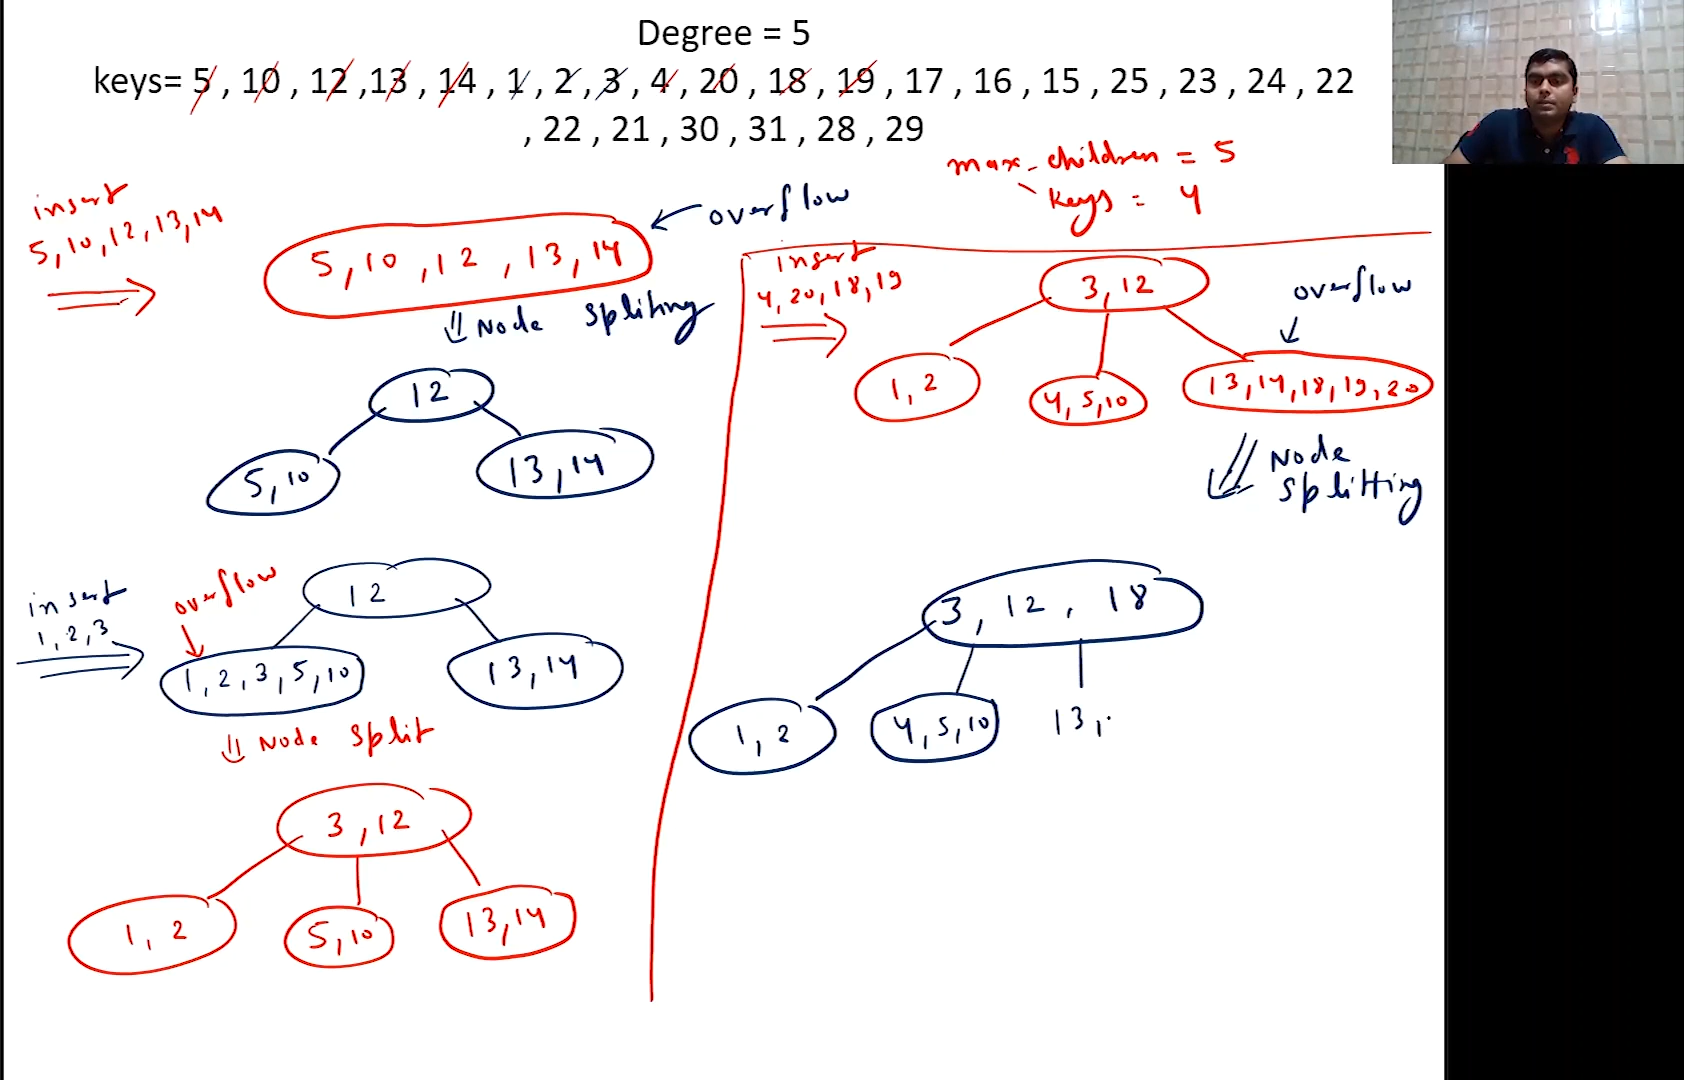 Degree = 5
keys= 5 , 10 , 12 ,13 , 14 , 1 , 2 , 3 , 4 , 20 , 18 , 19 , 17 , 16 , 15 , 25 , 23 , 24 , 22
, 22 , 21 , 30 , 31 , 28 , 29
max-children = 5
keys = 4
insert
5,10,12,13,14
5,10,12,13,14
overflow
Node Spliting
12
5,10
13,14
insert
1,2,3
overflow
12
1,2,3,5,10
13,14
Node Split
3,12
1,2
5,10
13,14
insert
4,20,18,19
3,12
overflow
1,2
4,5,10
13,14,18,19,20
Node
Splitting
3, 12, 18
1,2
4,5,10
13,